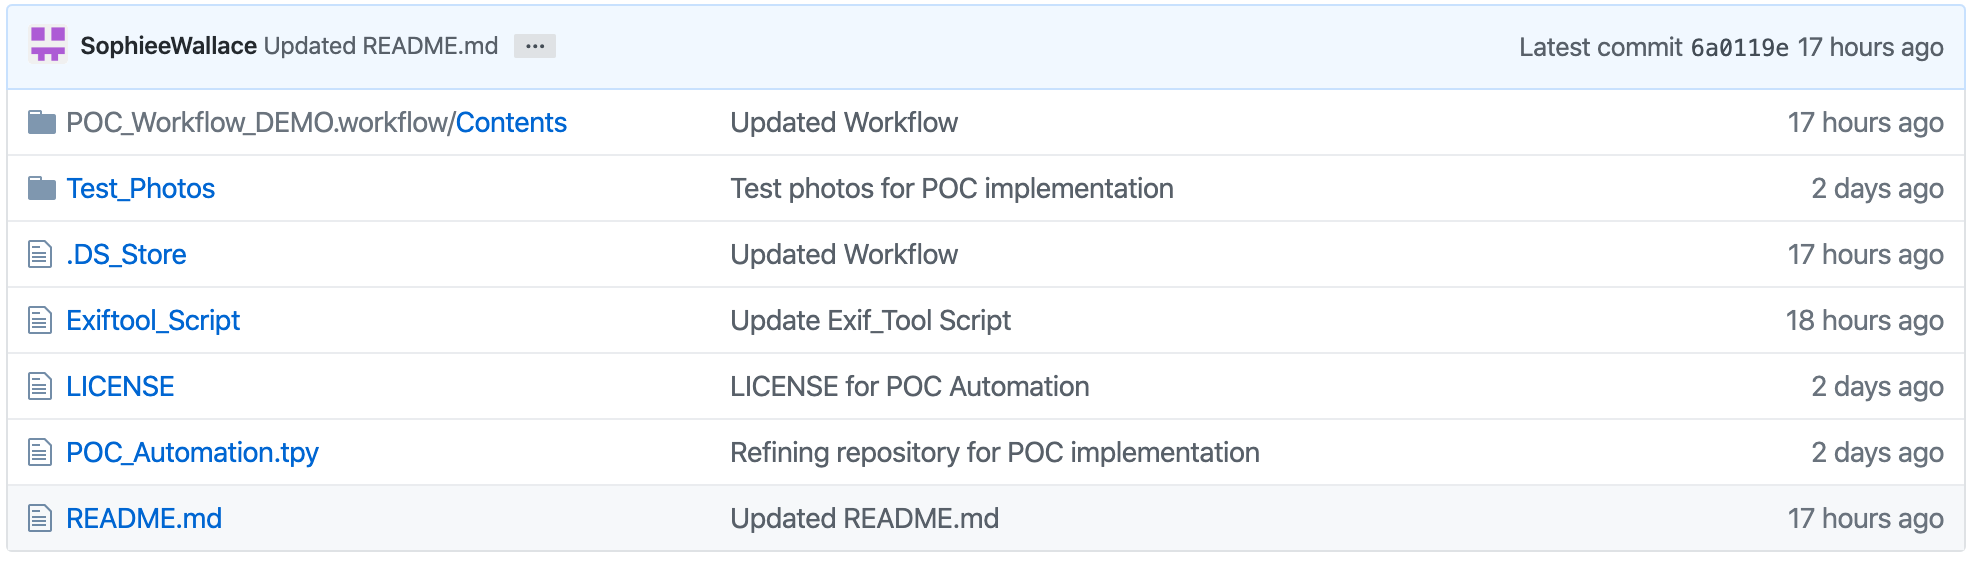 SophieeWallace Updated README.md ... Latest commit 6a0119e 17 hours ago
POC_Workflow_DEMO.workflow/Contents Updated Workflow 17 hours ago
Test_Photos Test photos for POC implementation 2 days ago
.DS_Store Updated Workflow 17 hours ago
Exiftool_Script Update Exif_Tool Script 18 hours ago
LICENSE LICENSE for POC Automation 2 days ago
POC_Automation.tpy Refining repository for POC implementation 2 days ago
README.md Updated README.md 17 hours ago